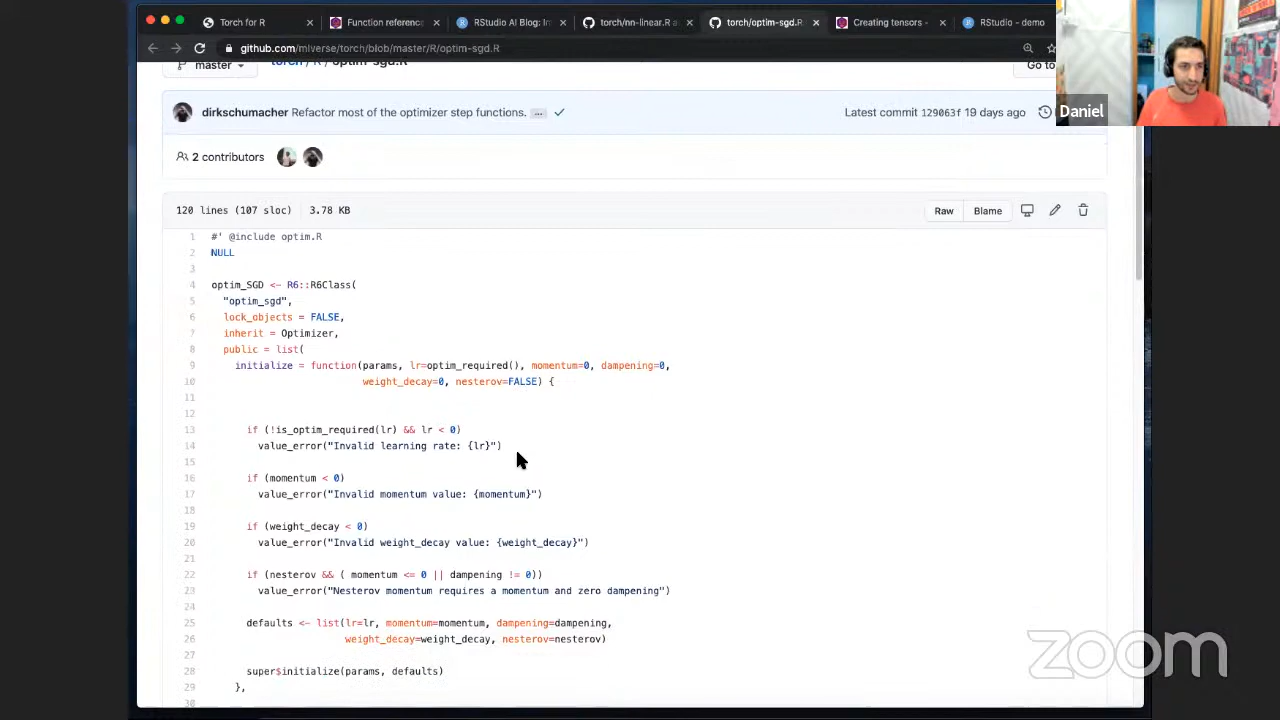 Torch for R
Function reference
RStudio AI Blog: In
torch/nn-linear.R a
torch/optim-sgd.R
Creating tensors -
RStudio - demo
github.com/mlverse/torch/blob/master/R/optim-sgd.R
master
torch / R / optim-sgd.R
Go to
Daniel
dirkschumacher Refactor most of the optimizer step functions. ...
Latest commit 129063f 19 days ago
2 contributors
120 lines (107 sloc) 3.78 KB
Raw Blame
1 #' @include optim.R
2 NULL
3
4 optim_SGD <- R6::R6Class(
5 "optim_sgd",
6 lock_objects = FALSE,
7 inherit = Optimizer,
8 public = list(
9 initialize = function(params, lr=optim_required(), momentum=0, dampening=0,
10 weight_decay=0, nesterov=FALSE) {
11
12
13 if (!is_optim_required(lr) && lr < 0)
14 value_error("Invalid learning rate: {lr}")
15
16 if (momentum < 0)
17 value_error("Invalid momentum value: {momentum}")
18
19 if (weight_decay < 0)
20 value_error("Invalid weight_decay value: {weight_decay}")
21
22 if (nesterov && ( momentum <= 0 || dampening != 0))
23 value_error("Nesterov momentum requires a momentum and zero dampening")
24
25 defaults <- list(lr=lr, momentum=momentum, dampening=dampening,
26 weight_decay=weight_decay, nesterov=nesterov)
27
28 super$initialize(params, defaults)
29 },
30
zoom